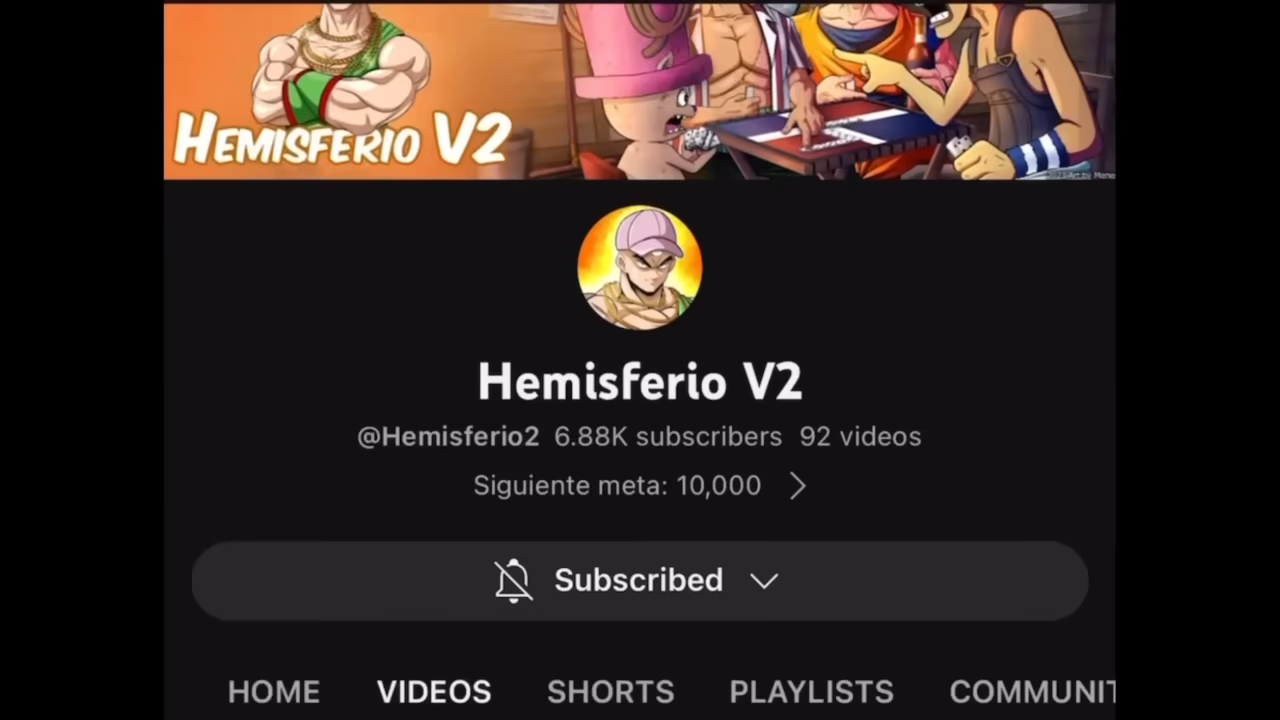 HEMISFERIO V2
Hemisferio V2
@Hemisferio2 6.88K subscribers 92 videos
Siguiente meta: 10,000
Subscribed
HOME VIDEOS SHORTS PLAYLISTS COMMUNIT